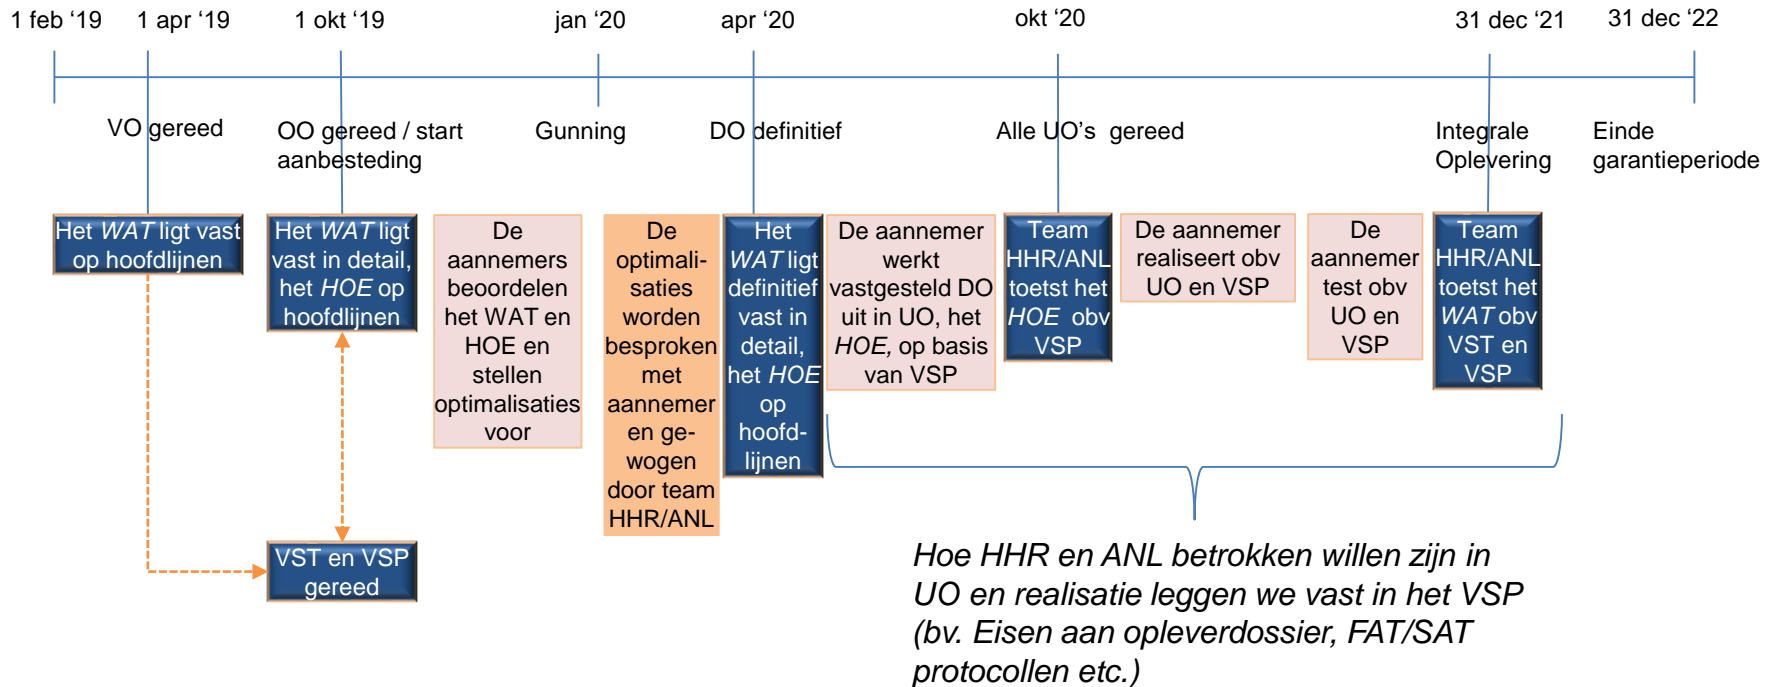 1 feb ‘19
1 apr ‘19
1 okt ‘19
jan ‘20
apr ‘20
okt ‘20
31 dec ‘21
31 dec ‘22
VO gereed
OO gereed / start
aanbesteding
Gunning
DO definitief
Alle UO’s gereed
Integrale
Oplevering
Einde
garantieperiode
Het WAT ligt vast
op hoofdlijnen
Het WAT ligt
vast in detail,
het HOE op
hoofdlijnen
De
aannemers
beoordelen
het WAT en
HOE en
stellen
optimalisaties
voor
De
optimali-
saties
worden
besproken
met
aannemer
en ge-
wogen
door team
HHR/ANL
Het
WAT ligt
definitief
vast in
detail,
het HOE
op
hoofd-
lijnen
De aannemer
werkt
vastgesteld DO
uit in UO, het
HOE, op basis
van VSP
Team
HHR/ANL
toetst het
HOE obv
VSP
De aannemer
realiseert obv
UO en VSP
De
aannemer
test obv
UO en
VSP
Team
HHR/ANL
toetst het
WAT obv
VST en
VSP
VST en VSP
gereed
Hoe HHR en ANL betrokken willen zijn in
UO en realisatie leggen we vast in het VSP
(bv. Eisen aan opleverdossier, FAT/SAT
protocollen etc.)